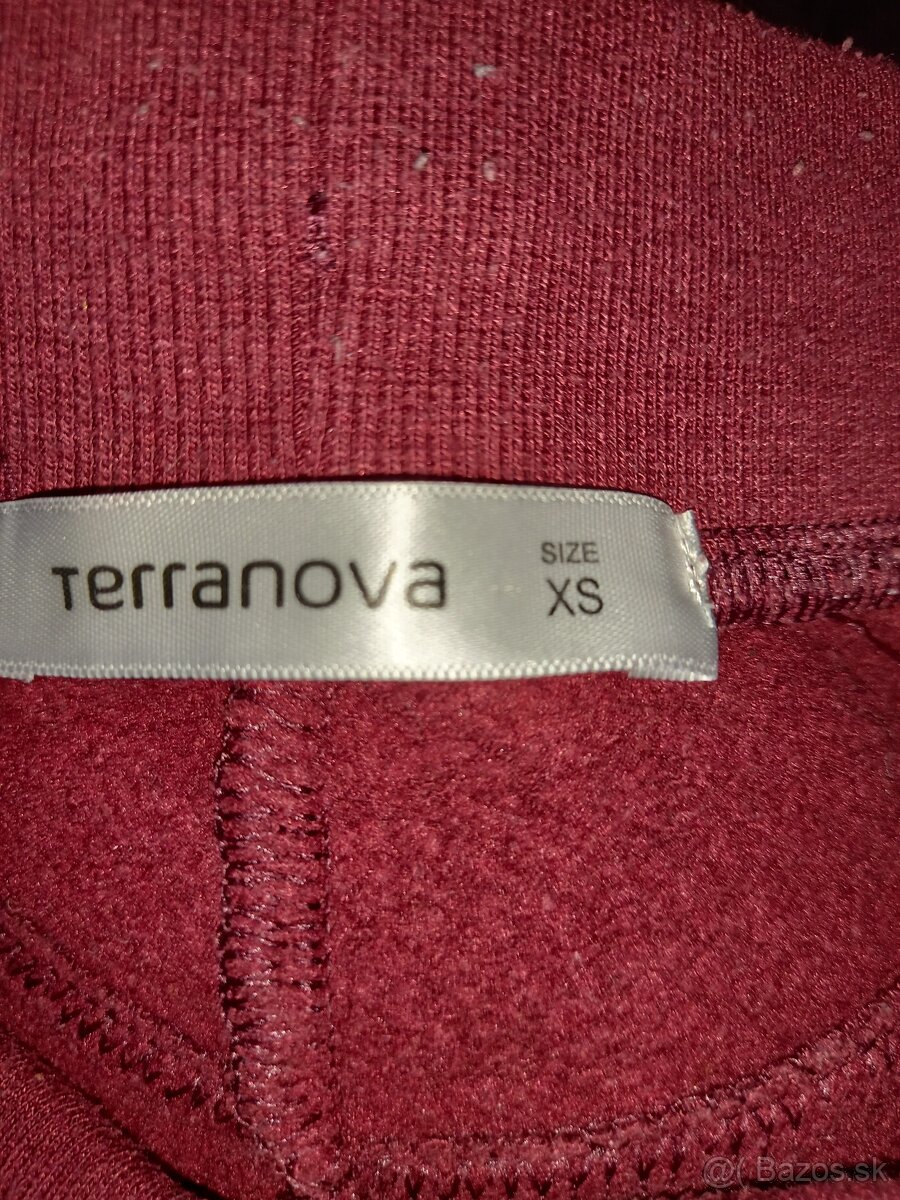 Terranova
SIZE
XS
@( Bazos.sk